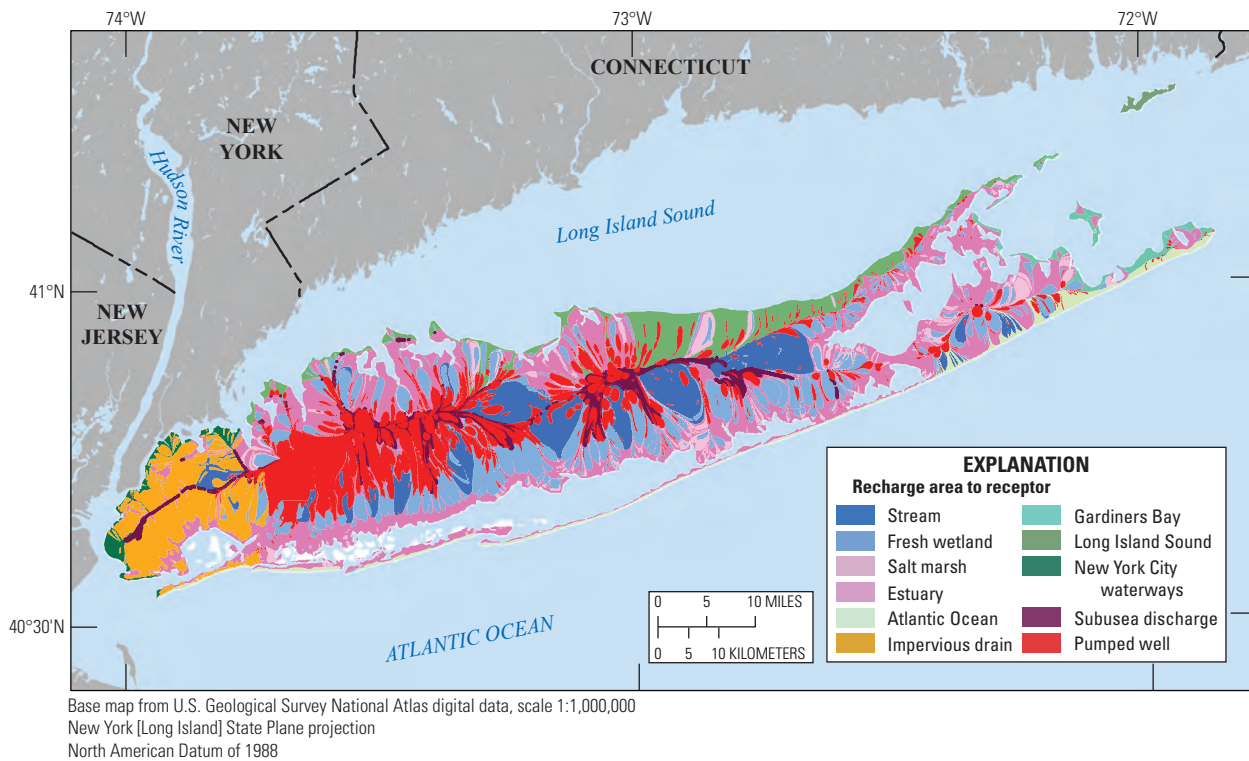 74°W
73°W
72°W
CONNECTICUT
NEW
YORK
Hudson River
Long Island Sound
41°N
NEW
JERSEY
EXPLANATION
Recharge area to receptor
Stream
Fresh wetland
Salt marsh
Estuary
Atlantic Ocean
Impervious drain
Gardiners Bay
Long Island Sound
New York City
waterways
Subusea discharge
Pumped well
0 5 10 MILES
0 5 10 KILOMETERS
40°30'N
ATLANTIC OCEAN
Base map from U.S. Geological Survey National Atlas digital data, scale 1:1,000,000
New York [Long Island] State Plane projection
North American Datum of 1988